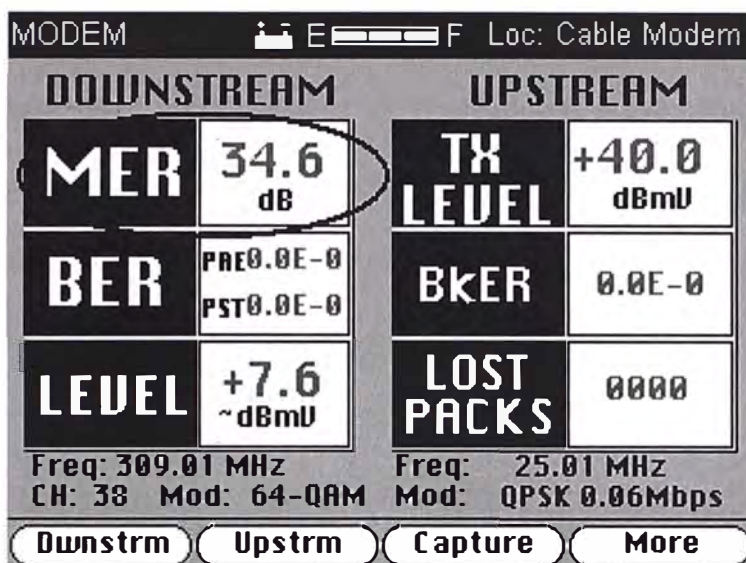 MODEM E F Loc: Cable Modem
DOWNSTREAM
MER 34.6 dB
BER PRE0.0E-0
PST0.0E-0
LEVEL +7.6 ~dBmV
Freq: 309.01 MHz
CH: 38 Mod: 64-QAM
UPSTREAM
TX LEVEL +40.0 dBmV
BKER 0.0E-0
LOST PACKS 0000
Freq: 25.01 MHz
Mod: QPSK 0.06Mbps
Dwnstrm Upstrm Capture More